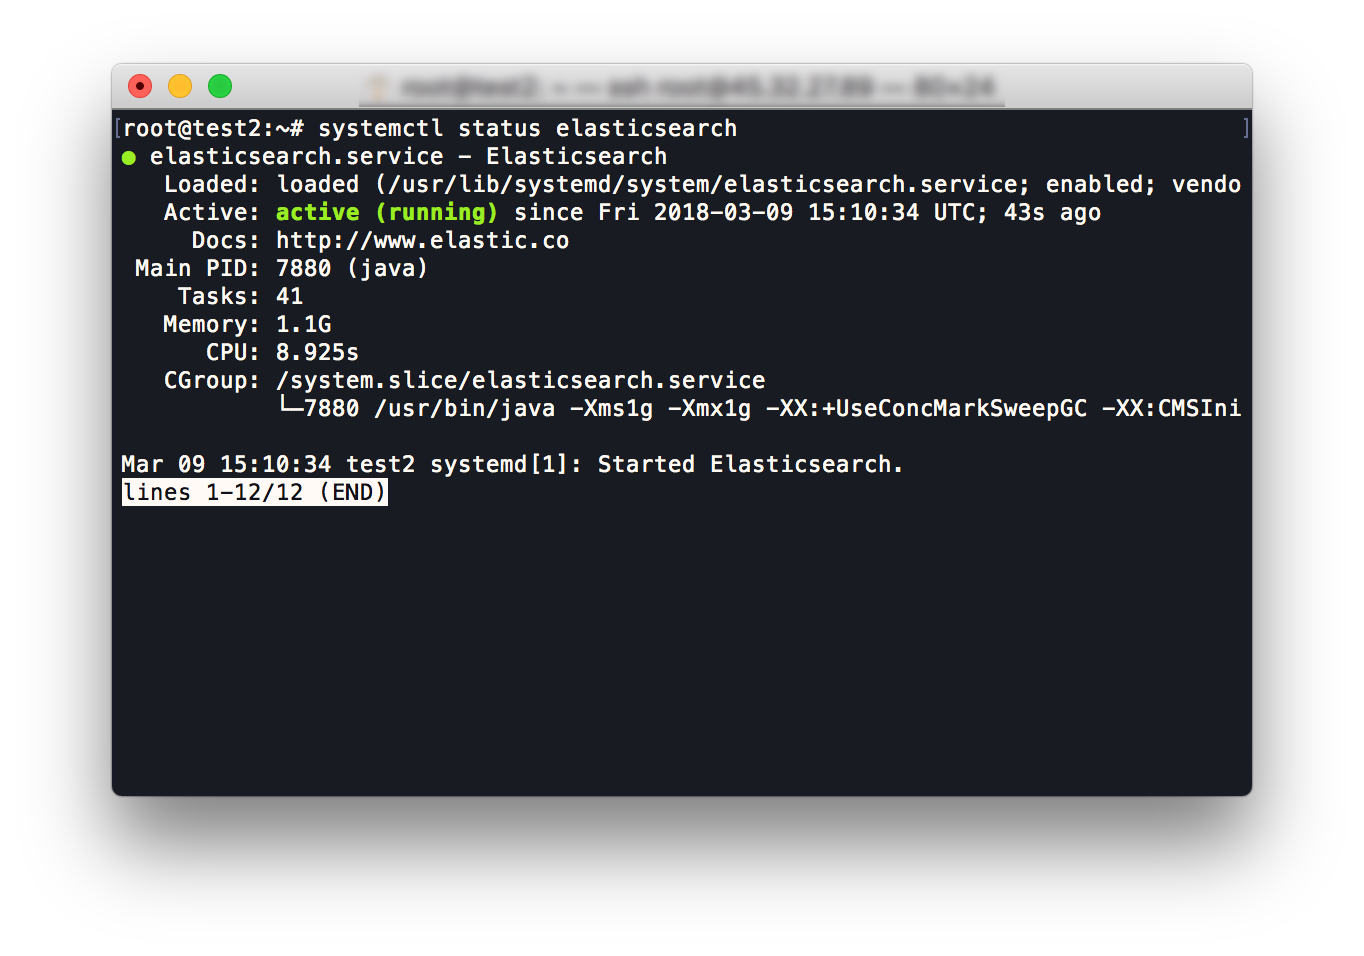 [root@test2:~# systemctl status elasticsearch ]
● elasticsearch.service - Elasticsearch
Loaded: loaded (/usr/lib/systemd/system/elasticsearch.service; enabled; vendo
Active: active (running) since Fri 2018-03-09 15:10:34 UTC; 43s ago
Docs: http://www.elastic.co
Main PID: 7880 (java)
Tasks: 41
Memory: 1.1G
CPU: 8.925s
CGroup: /system.slice/elasticsearch.service
└─7880 /usr/bin/java -Xms1g -Xmx1g -XX:+UseConcMarkSweepGC -XX:CMSIni
Mar 09 15:10:34 test2 systemd[1]: Started Elasticsearch.
lines 1-12/12 (END)